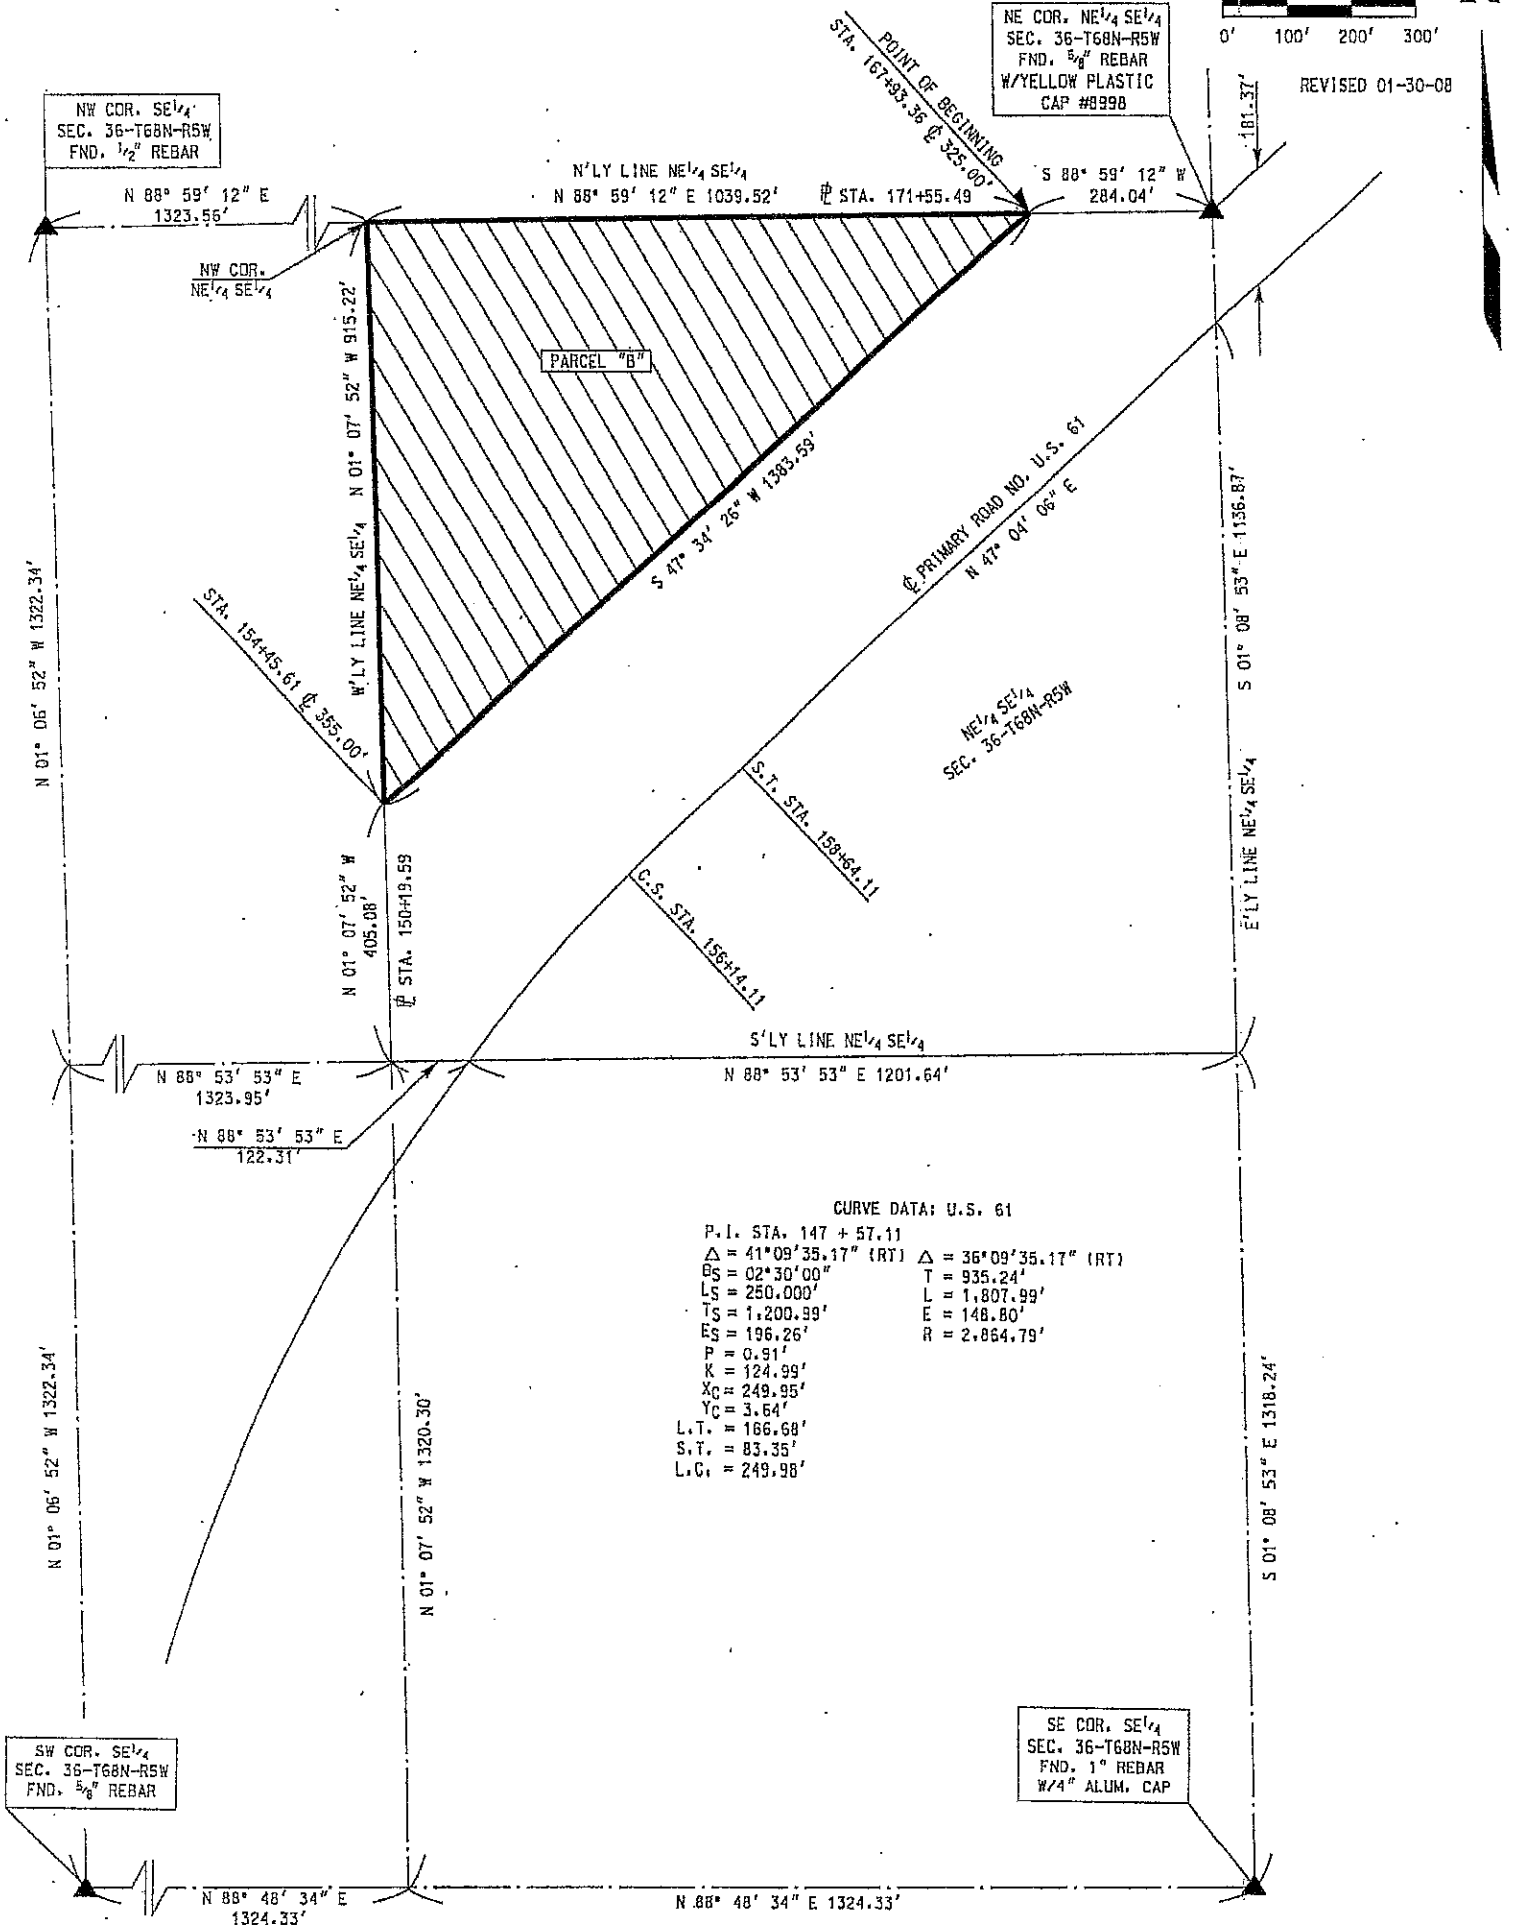 0' 100' 200' 300'
REVISED 01-30-08
NE COR. NE1/4 SE1/4
SEC. 36-T68N-R5W
FND. 5/8" REBAR
W/YELLOW PLASTIC
CAP #8998
181.37'
POINT OF BEGINNING
STA. 167+93.36 ℄ 325.00'
NW COR. SE1/4
SEC. 36-T68N-R5W
FND. 1/2" REBAR
N 88° 59' 12" E
1323.56'
N'LY LINE NE1/4 SE1/4
N 88° 59' 12" E 1039.52'
STA. 171+55.49
S 88° 59' 12" W
284.04'
NW COR.
NE1/4 SE1/4
PARCEL "B"
W'LY LINE NE1/4 SE1/4 N 01° 07' 52" W 915.22'
S 47° 34' 26" W 1383.59'
℄ PRIMARY ROAD NO. U.S. 61
N 47° 04' 06" E
S 01° 08' 53" E 1136.87'
E'LY LINE NE1/4 SE1/4
NE1/4 SE1/4
SEC. 36-T68N-R5W
N 01° 06' 52" W 1322.34'
STA. 154+45.61 ℄ 355.00'
S.T. STA. 158+64.11
C.S. STA. 156+14.11
N 01° 07' 52" W
405.08'
STA. 150+19.59
S'LY LINE NE1/4 SE1/4
N 88° 53' 53" E 1201.64'
N 88° 53' 53" E
1323.95'
N 88° 53' 53" E
122.31'
CURVE DATA: U.S. 61
P.I. STA. 147 + 57.11
Δ = 41°09'35.17" (RT) Δ = 36°09'35.17" (RT)
ΘS = 02°30'00" T = 935.24'
LS = 250.000' L = 1,807.99'
TS = 1,200.99' E = 148.80'
ES = 196.26' R = 2,864.79'
P = 0.91'
K = 124.99'
XC = 249.95'
YC = 3.64'
L.T. = 166.68'
S.T. = 83.35'
L.C. = 249.98'
N 01° 06' 52" W 1322.34'
N 01° 07' 52" W 1320.30'
S 01° 08' 53" E 1318.24'
SW COR. SE1/4
SEC. 36-T68N-R5W
FND. 5/8" REBAR
SE COR. SE1/4
SEC. 36-T68N-R5W
FND. 1" REBAR
W/4" ALUM. CAP
N 88° 48' 34" E
1324.33'
N 88° 48' 34" E 1324.33'